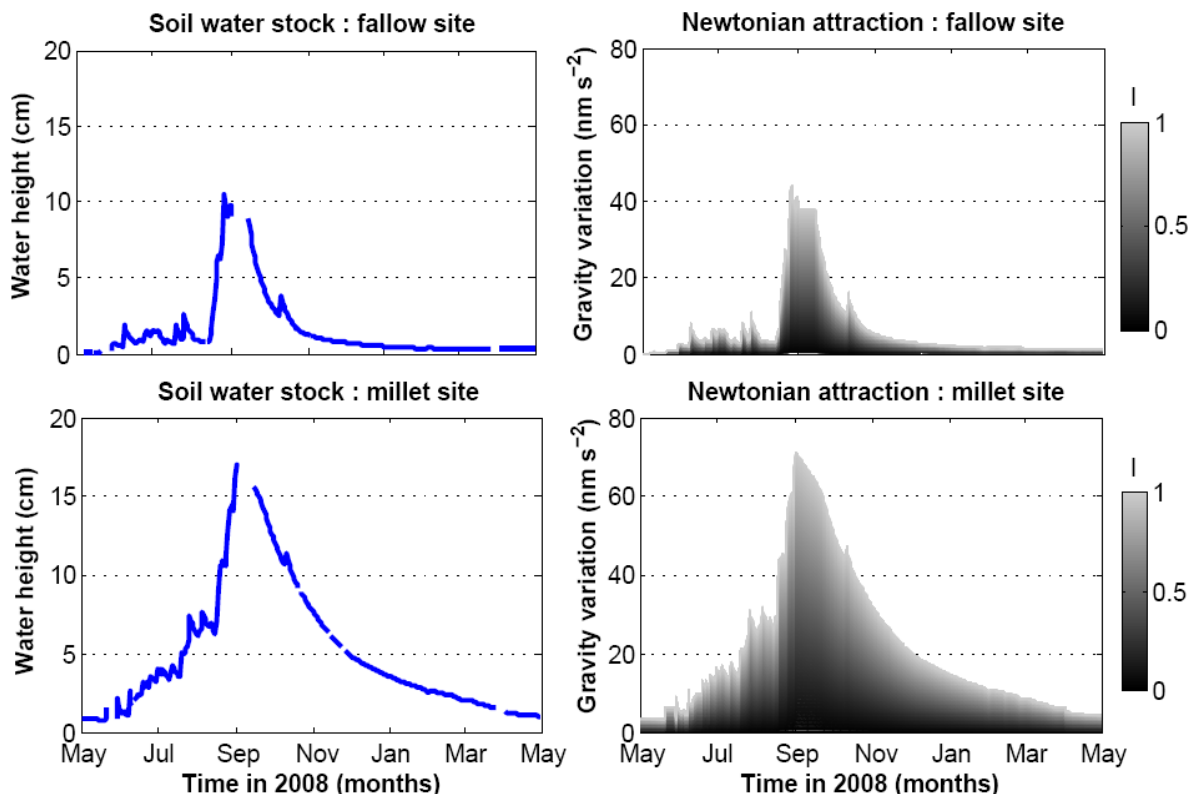 Soil water stock : fallow site
Newtonian attraction : fallow site
Water height (cm)
20
15
10
5
0
Gravity variation (nm s−2)
80
60
40
20
0
I
1
0.5
0
Soil water stock : millet site
Newtonian attraction : millet site
Water height (cm)
20
15
10
5
0
May Jul Sep Nov Jan Mar May
Time in 2008 (months)
Gravity variation (nm s−2)
80
60
40
20
0
May Jul Sep Nov Jan Mar May
Time in 2008 (months)
I
1
0.5
0